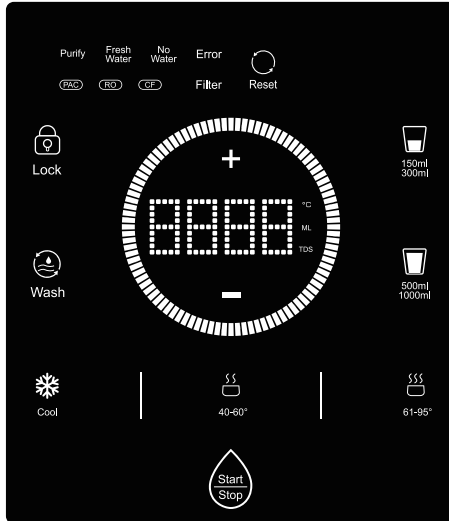 Purify Fresh Water No Water Error
PAC RO CF Filter Reset
Lock
+
150ml
300ml
8888
°C
ML
TDS
Wash
500ml
1000ml
Cool 40-60° 61-95°
Start
Stop